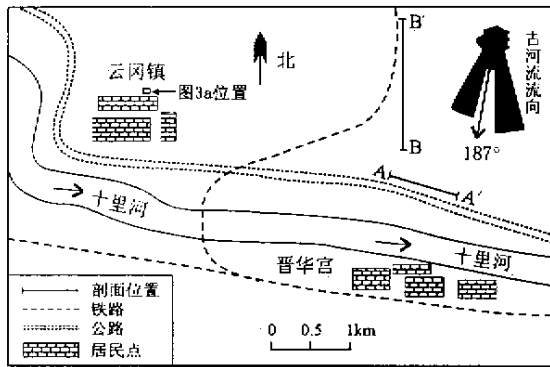 云冈镇
图3a位置
北
B′
B
古河流流向
187°
A
A′
十里河
十里河
晋华宫
剖面位置
铁路
公路
居民点
0 0.5 1km